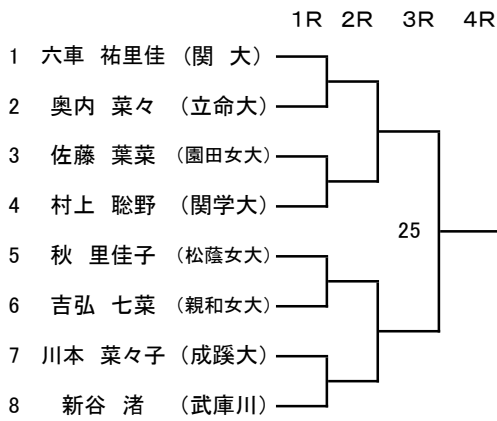 1R 2R 3R 4R
1 六車 祐里佳 (関 大)
2 奥内 菜々 (立命大)
3 佐藤 葉菜 (園田女大)
4 村上 聡野 (関学大)
25
5 秋 里佳子 (松蔭女大)
6 吉弘 七菜 (親和女大)
7 川本 菜々子 (成蹊大)
8 新谷 渚 (武庫川)